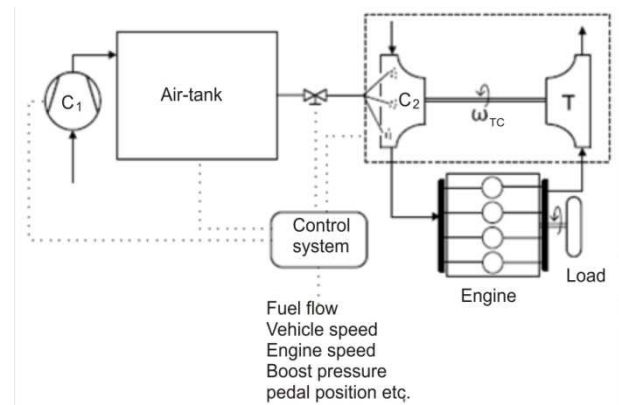 C1
Air-tank
C2
ωTC
T
Control
system
Engine
Load
Fuel flow
Vehicle speed
Engine speed
Boost pressure
pedal position etc.